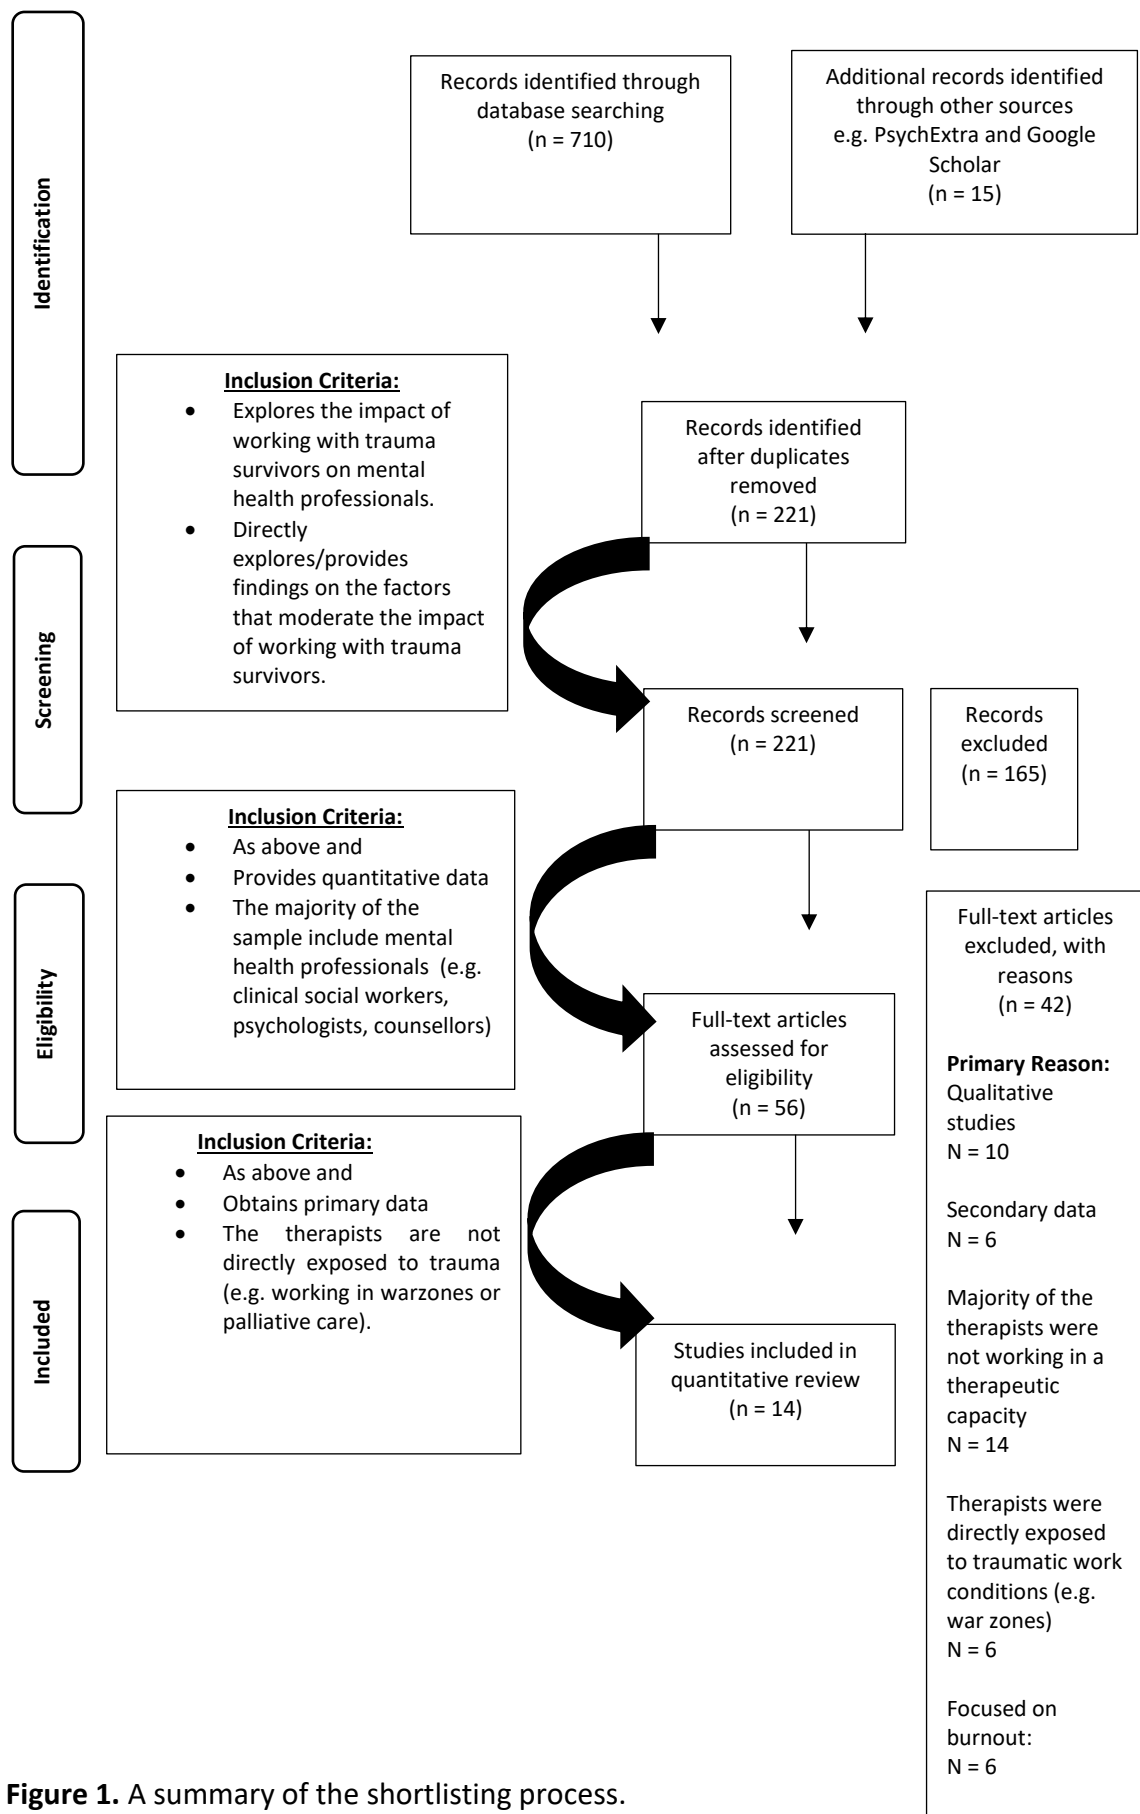 Identification
Records identified through
database searching
(n = 710)
Additional records identified
through other sources
e.g. PsychExtra and Google
Scholar
(n = 15)
Inclusion Criteria:
• Explores the impact of
working with trauma
survivors on mental
health professionals.
• Directly
explores/provides
findings on the factors
that moderate the impact
of working with trauma
survivors.
Records identified
after duplicates
removed
(n = 221)
Screening
Records screened
(n = 221)
Records
excluded
(n = 165)
Inclusion Criteria:
• As above and
• Provides quantitative data
• The majority of the
sample include mental
health professionals (e.g.
clinical social workers,
psychologists, counsellors)
Eligibility
Full-text articles
assessed for
eligibility
(n = 56)
Full-text articles
excluded, with
reasons
(n = 42)
Primary Reason:
Qualitative
studies
N = 10
Secondary data
N = 6
Majority of the
therapists were
not working in a
therapeutic
capacity
N = 14
Therapists were
directly exposed
to traumatic work
conditions (e.g.
war zones)
N = 6
Focused on
burnout:
N = 6
Inclusion Criteria:
• As above and
• Obtains primary data
• The therapists are not
directly exposed to trauma
(e.g. working in warzones or
palliative care).
Included
Studies included in
quantitative review
(n = 14)
Figure 1. A summary of the shortlisting process.